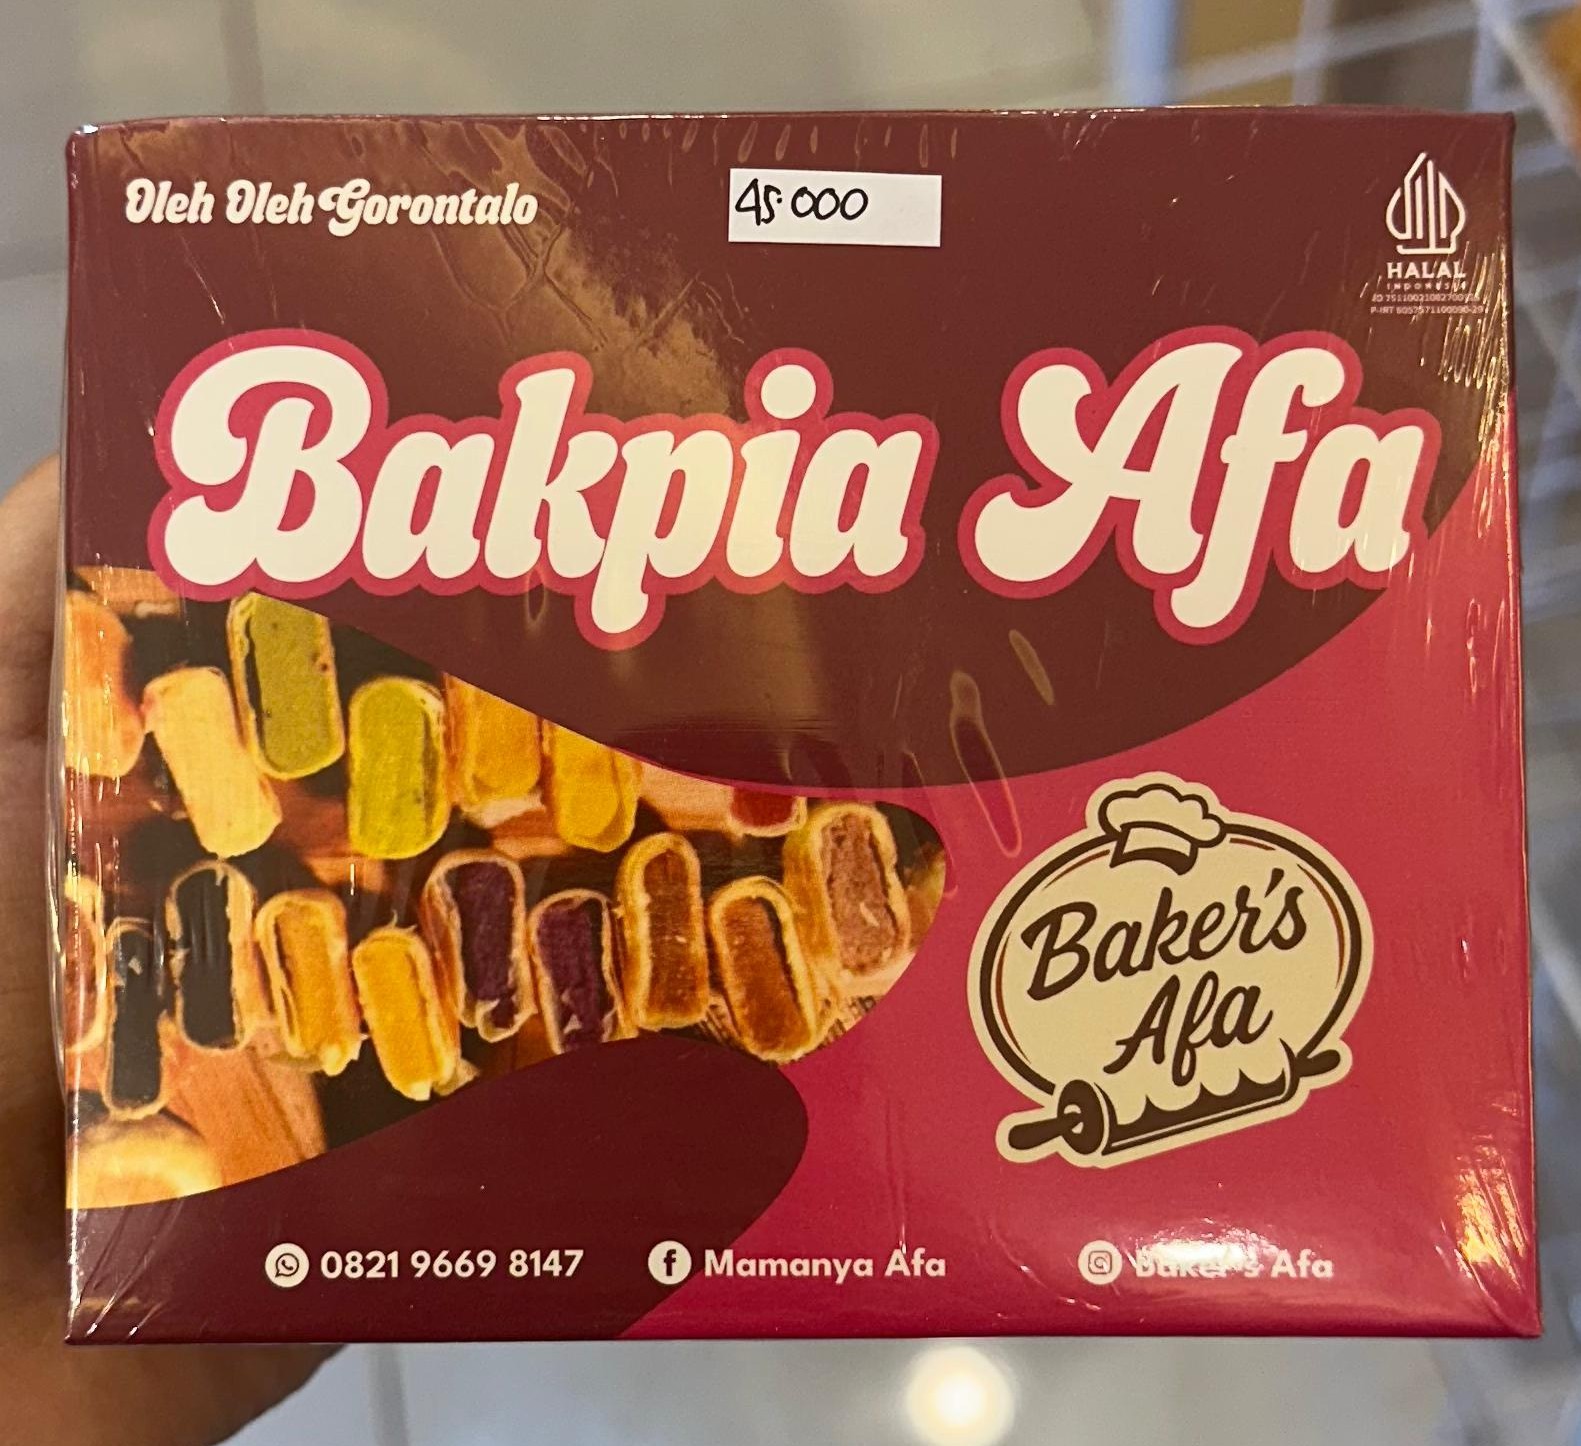 Oleh Oleh Gorontalo
45.000
HALAL
INDONESIA
Bakpia Afa
Baker's
Afa
0821 9669 8147
Mamanya Afa
Baker's Afa